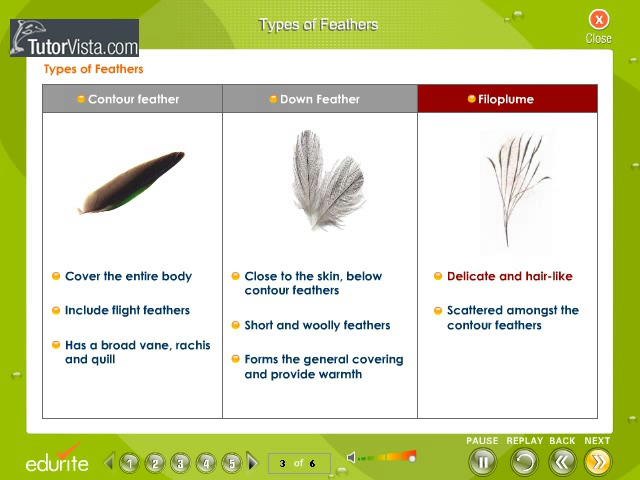 Types of Feathers
X
Close
TutorVista.com
Types of Feathers
Contour feather
Down Feather
Filoplume
Cover the entire body
Include flight feathers
Has a broad vane, rachis
and quill
Close to the skin, below
contour feathers
Short and woolly feathers
Forms the general covering
and provide warmth
Delicate and hair-like
Scattered amongst the
contour feathers
edurite
1 2 3 4 5
3 of 6
PAUSE REPLAY BACK NEXT